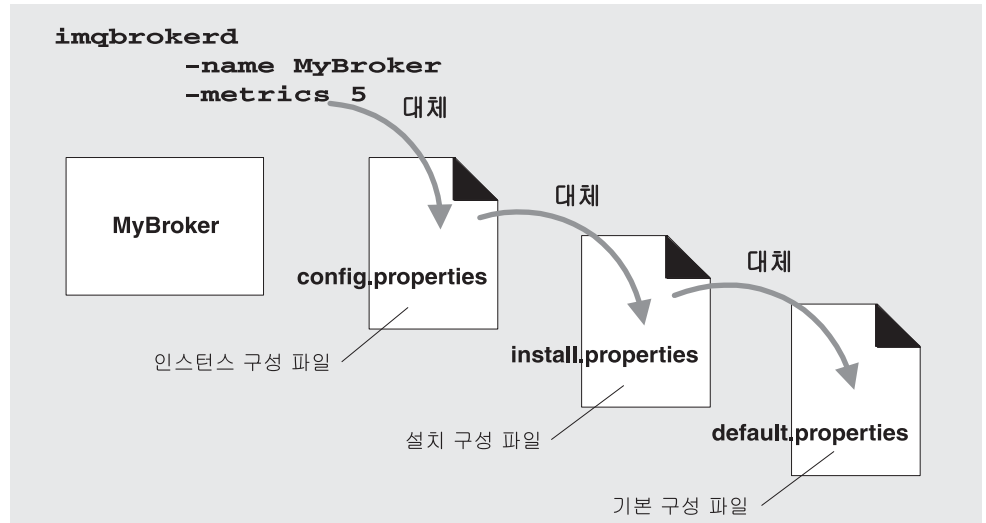 imqbrokerd
-name MyBroker
-metrics 5
대체
MyBroker
config.properties
인스턴스 구성 파일
대체
install.properties
설치 구성 파일
대체
default.properties
기본 구성 파일